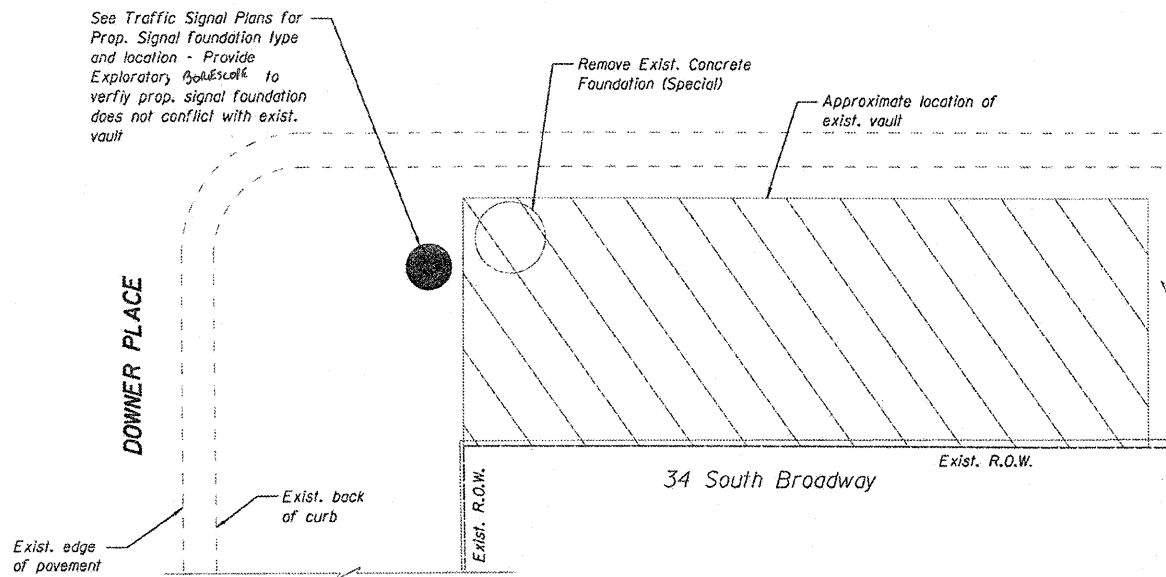 See Traffic Signal Plans for
Prop. Signal foundation type
and location - Provide
Exploratory BORESCOPE to
verfiy prop. signal foundation
does not conflict with exist.
vault
Remove Exist. Concrete
Foundation (Special)
Approximate location of
exist. vault
DOWNER PLACE
Exist. R.O.W.
34 South Broadway
Exist. R.O.W.
Exist. back
of curb
Exist. edge
of pavement